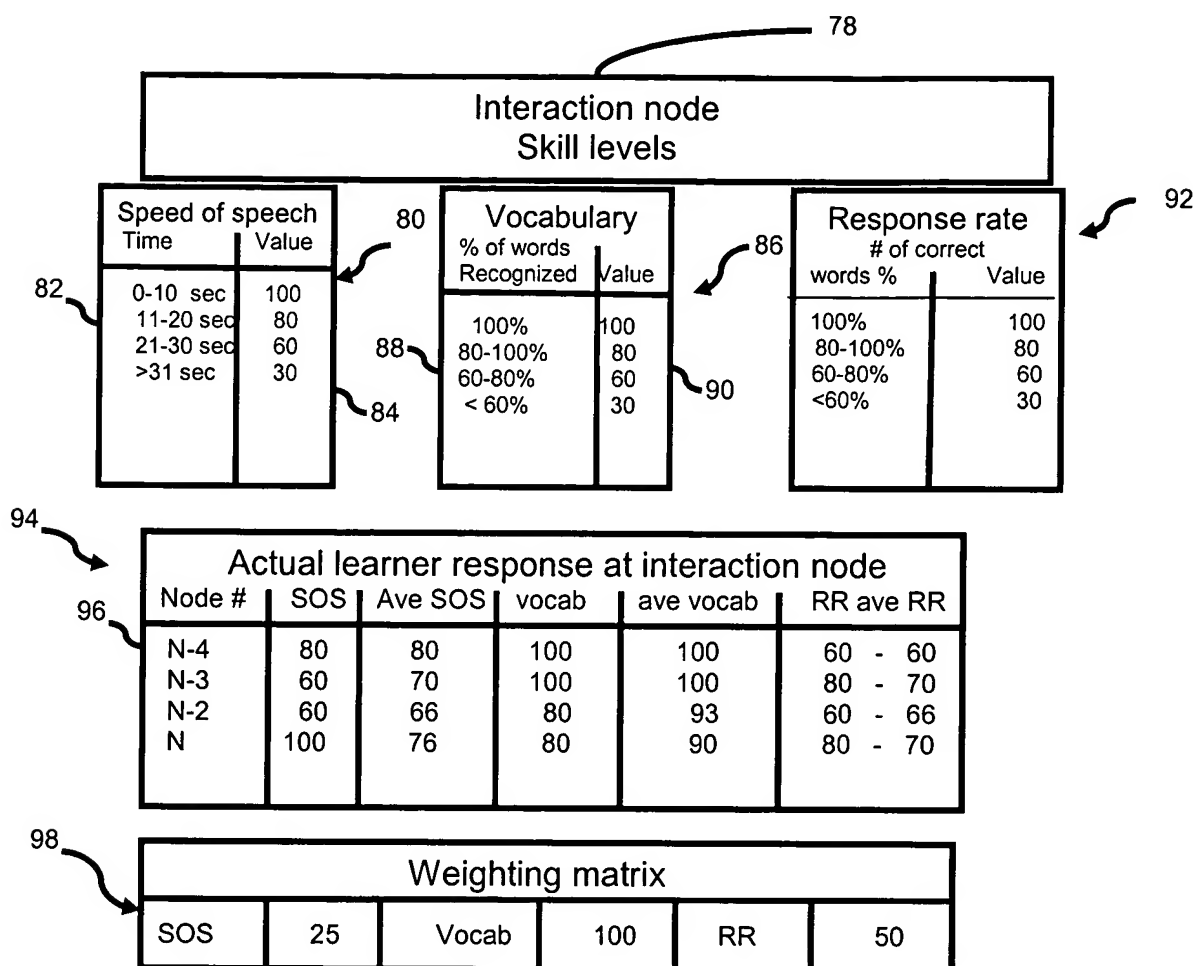 78
Interaction node
Skill levels
Speed of speech
Time Value
0-10 sec 100
11-20 sec 80
21-30 sec 60
>31 sec 30
80
82
84
Vocabulary
% of words
Recognized Value
100% 100
80-100% 80
60-80% 60
< 60% 30
86
88
90
Response rate
# of correct
words % Value
100% 100
80-100% 80
60-80% 60
<60% 30
92
94
Actual learner response at interaction node
Node # SOS Ave SOS vocab ave vocab RR ave RR
96
N-4 80 80 100 100 60 - 60
N-3 60 70 100 100 80 - 70
N-2 60 66 80 93 60 - 66
N 100 76 80 90 80 - 70
98
Weighting matrix
SOS 25 Vocab 100 RR 50